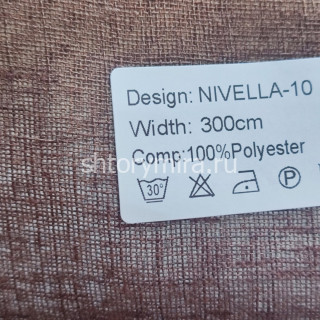 Design: NIVELLA-10
Width: 300cm
Comp:100%Polyester
shtorymira.ru
30°
P